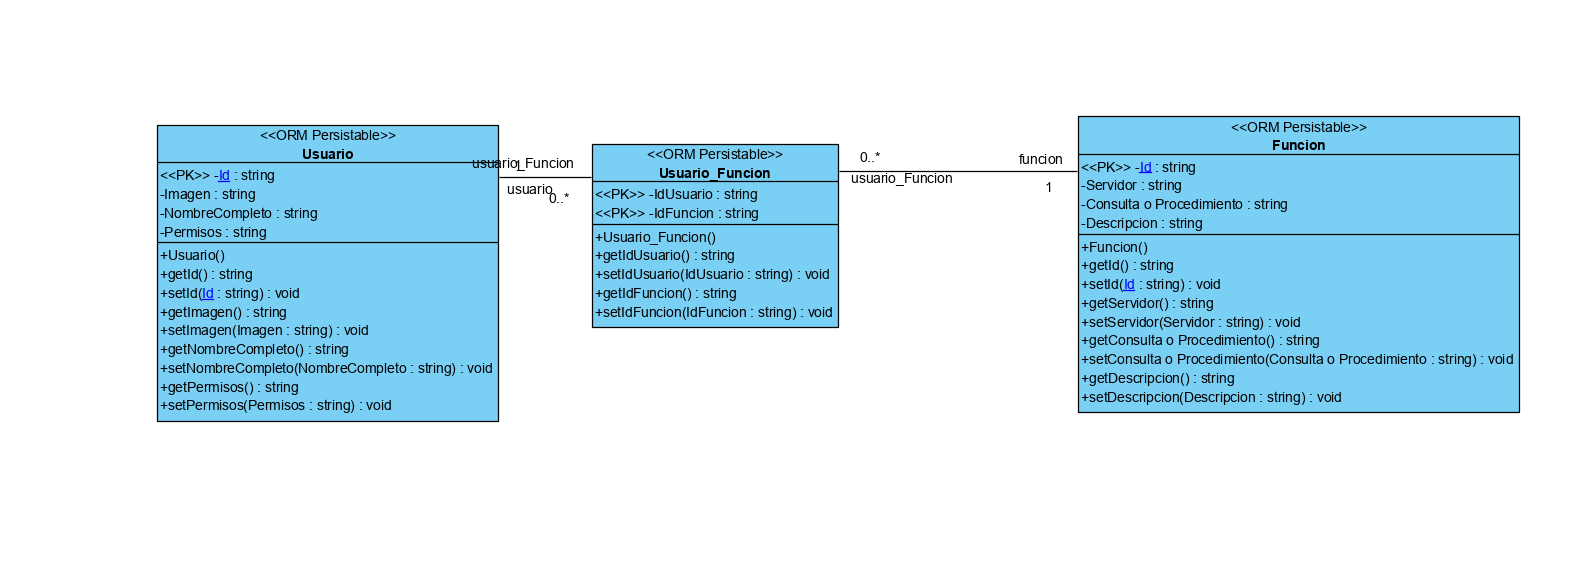 <<ORM Persistable>>
Usuario
<<PK>> -Id : string
-Imagen : string
-NombreCompleto : string
-Permisos : string
+Usuario()
+getId() : string
+setId(Id : string) : void
+getImagen() : string
+setImagen(Imagen : string) : void
+getNombreCompleto() : string
+setNombreCompleto(NombreCompleto : string) : void
+getPermisos() : string
+setPermisos(Permisos : string) : void
usuario_Funcion
1
usuario
0..*
<<ORM Persistable>>
Usuario_Funcion
<<PK>> -IdUsuario : string
<<PK>> -IdFuncion : string
+Usuario_Funcion()
+getIdUsuario() : string
+setIdUsuario(IdUsuario : string) : void
+getIdFuncion() : string
+setIdFuncion(IdFuncion : string) : void
0..*
usuario_Funcion
funcion
1
<<ORM Persistable>>
Funcion
<<PK>> -Id : string
-Servidor : string
-Consulta o Procedimiento : string
-Descripcion : string
+Funcion()
+getId() : string
+setId(Id : string) : void
+getServidor() : string
+setServidor(Servidor : string) : void
+getConsulta o Procedimiento() : string
+setConsulta o Procedimiento(Consulta o Procedimiento : string) : void
+getDescripcion() : string
+setDescripcion(Descripcion : string) : void